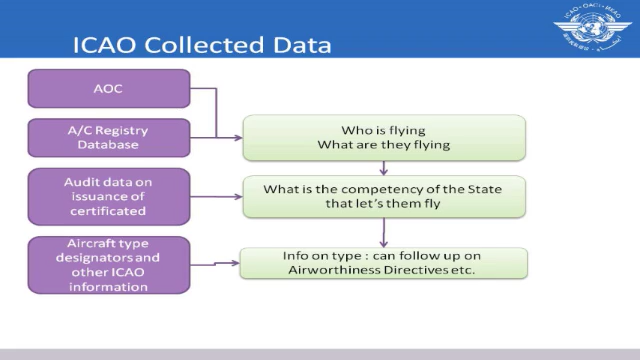 ICAO Collected Data
AOC
A/C Registry
Database
Who is flying
What are they flying
Audit data on
issuance of
certificated
What is the competency of the State
that let's them fly
Aircraft type
designators and
other ICAO
information
Info on type : can follow up on
Airworthiness Directives etc.